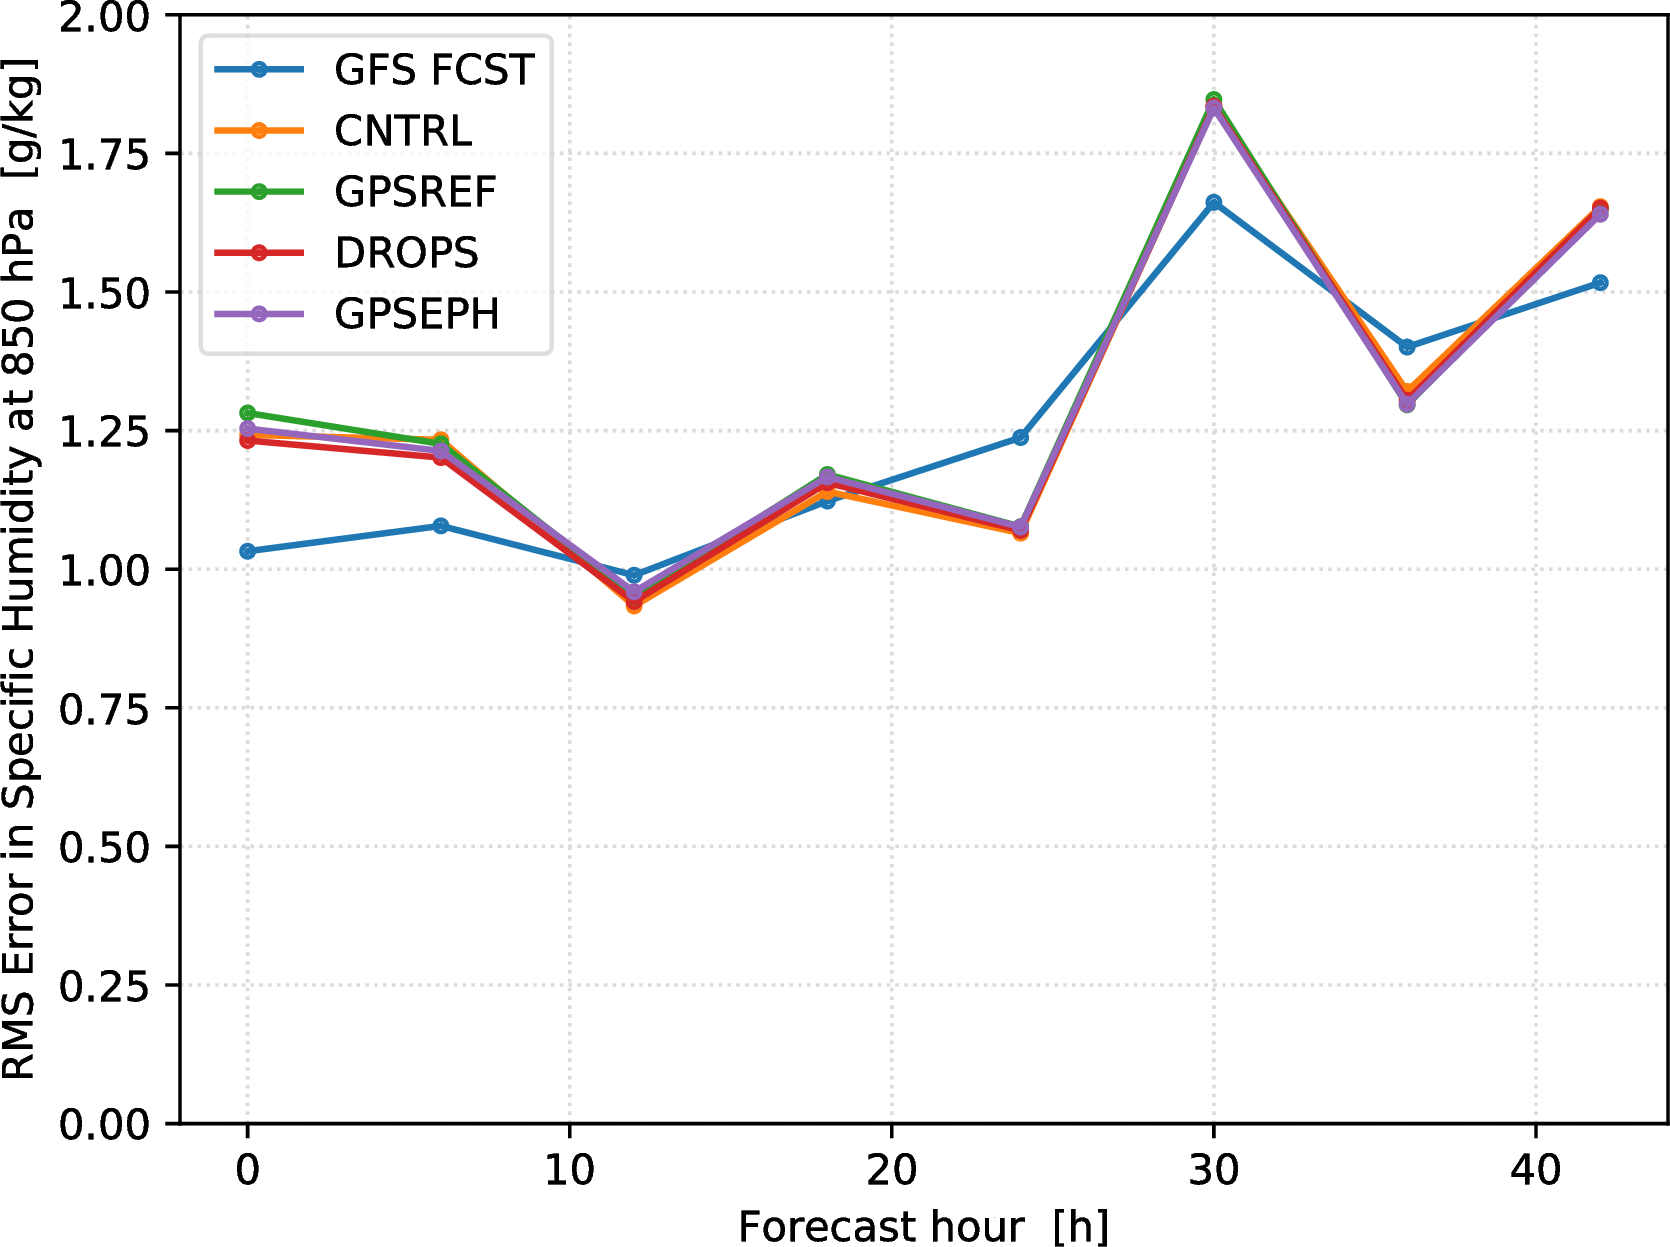 RMS Error in Specific Humidity at 850 hPa [g/kg]
2.00
1.75
1.50
1.25
1.00
0.75
0.50
0.25
0.00
GFS FCST
CNTRL
GPSREF
DROPS
GPSEPH
0 10 20 30 40
Forecast hour [h]